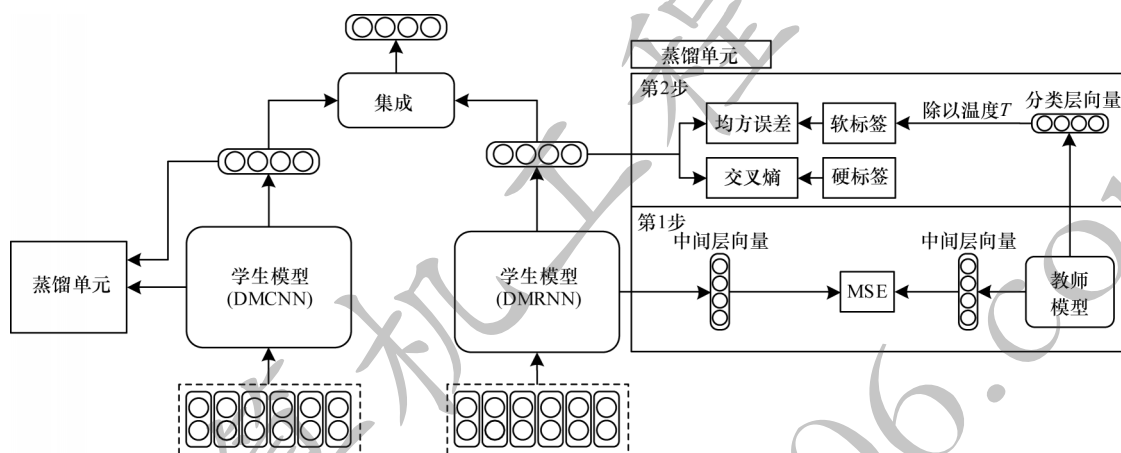 集成
蒸馏单元
学生模型
(DMCNN)
学生模型
(DMRNN)
蒸馏单元
第2步
均方误差
软标签
除以温度T
分类层向量
交叉熵
硬标签
第1步
中间层向量
MSE
中间层向量
教师
模型